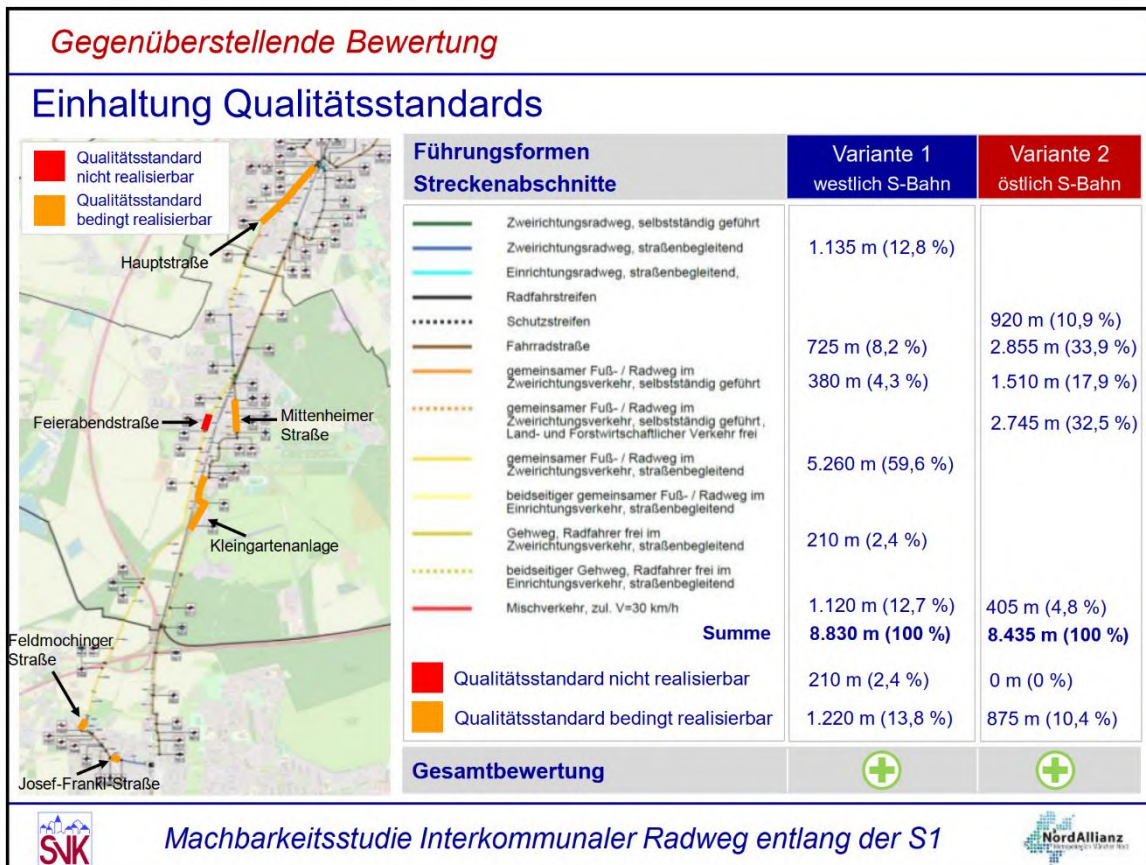 Gegenüberstellende Bewertung
Einhaltung Qualitätsstandards
Qualitätsstandard
nicht realisierbar
Qualitätsstandard
bedingt realisierbar
Hauptstraße
Feierabendstraße
Mittenheimer
Straße
Kleingartenanlage
Feldmochinger
Straße
Josef-Frankl-Straße
Führungsformen
Streckenabschnitte
Variante 1
westlich S-Bahn
Variante 2
östlich S-Bahn
Zweirichtungsradweg, selbstständig geführt
Zweirichtungsradweg, straßenbegleitend 1.135 m (12,8 %)
Einrichtungsradweg, straßenbegleitend,
Radfahrstreifen
Schutzstreifen 920 m (10,9 %)
Fahrradstraße 725 m (8,2 %) 2.855 m (33,9 %)
gemeinsamer Fuß- / Radweg im
Zweirichtungsverkehr, selbstständig geführt 380 m (4,3 %) 1.510 m (17,9 %)
gemeinsamer Fuß- / Radweg im
Zweirichtungsverkehr, selbstständig geführt, 2.745 m (32,5 %)
Land- und Forstwirtschaftlicher Verkehr frei
gemeinsamer Fuß- / Radweg im
Zweirichtungsverkehr, straßenbegleitend 5.260 m (59,6 %)
beidseitiger gemeinsamer Fuß- / Radweg im
Einrichtungsverkehr, straßenbegleitend
Gehweg, Radfahrer frei im
Zweirichtungsverkehr, straßenbegleitend 210 m (2,4 %)
beidseitiger Gehweg, Radfahrer frei im
Einrichtungsverkehr, straßenbegleitend
Mischverkehr, zul. V=30 km/h 1.120 m (12,7 %) 405 m (4,8 %)
Summe 8.830 m (100 %) 8.435 m (100 %)
Qualitätsstandard nicht realisierbar 210 m (2,4 %) 0 m (0 %)
Qualitätsstandard bedingt realisierbar 1.220 m (13,8 %) 875 m (10,4 %)
Gesamtbewertung
SVK
Machbarkeitsstudie Interkommunaler Radweg entlang der S1
NordAllianz
Metropolregion München Nord